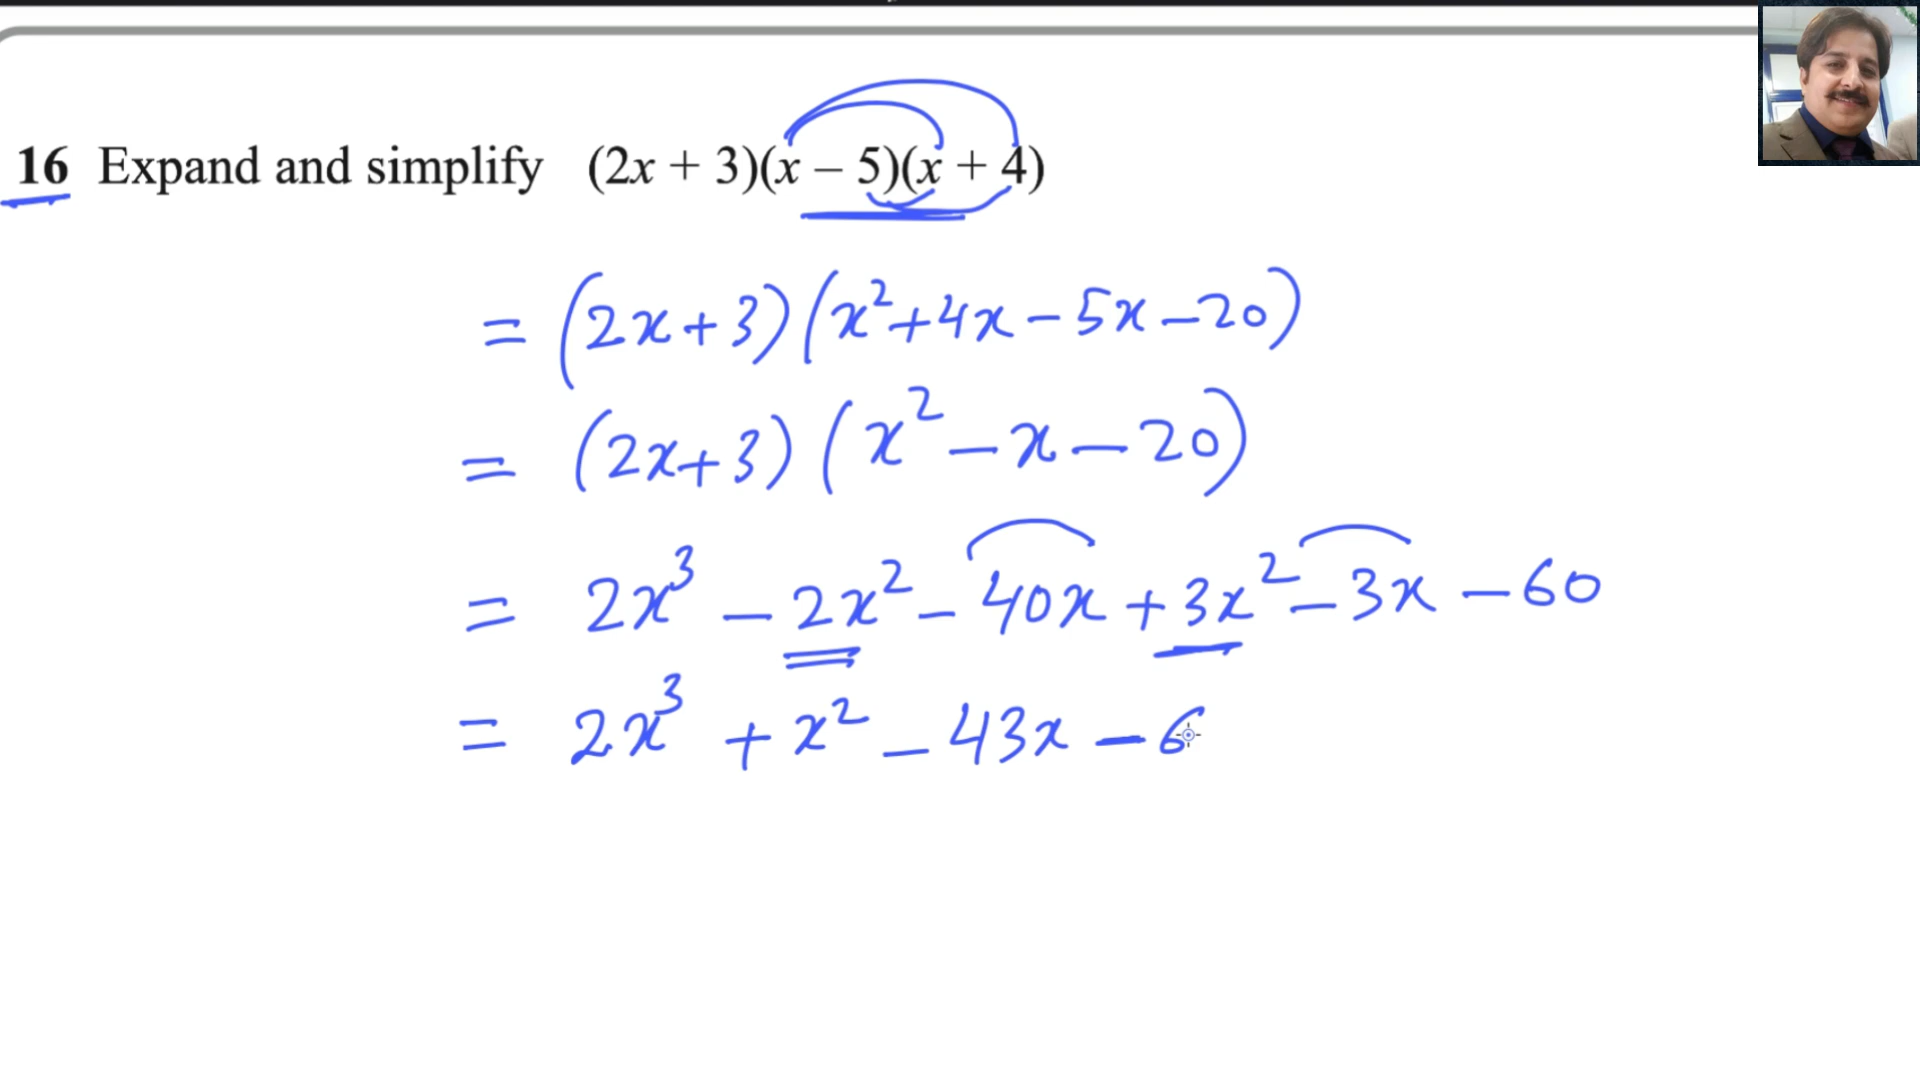 16 Expand and simplify (2x + 3)(x – 5)(x + 4)
= (2x+3)(x²+4x-5x-20)
= (2x+3)(x²-x-20)
= 2x³-2x²-40x+3x²-3x-60
= 2x³+x²-43x-6